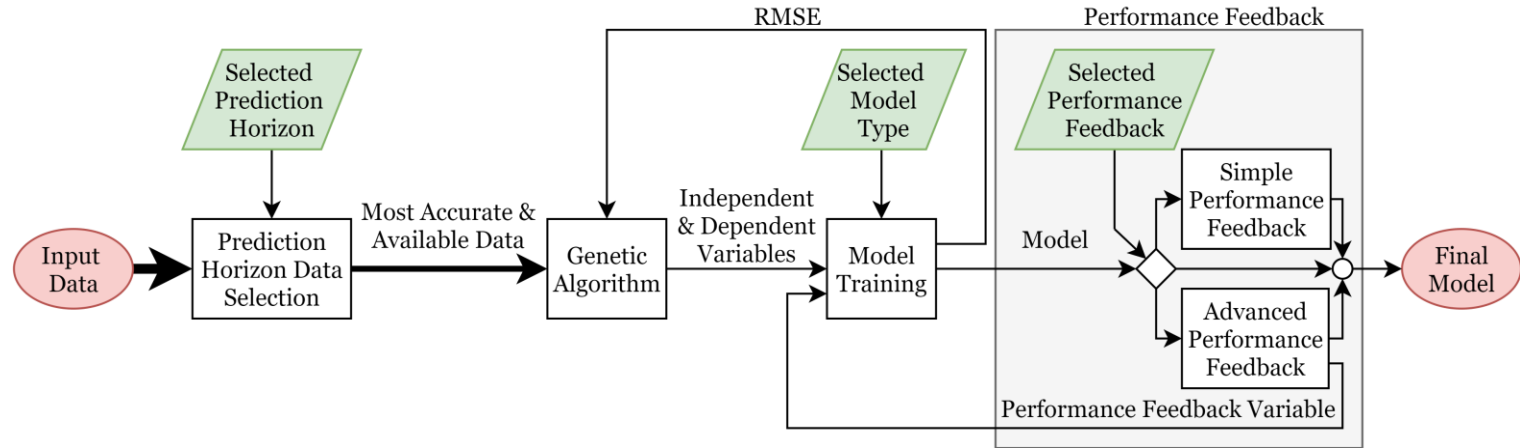 RMSE
Performance Feedback
Selected
Prediction
Horizon
Selected
Model
Type
Selected
Performance
Feedback
Input
Data
Prediction
Horizon Data
Selection
Most Accurate &
Available Data
Genetic
Algorithm
Independent
& Dependent
Variables
Model
Training
Model
Simple
Performance
Feedback
Advanced
Performance
Feedback
Final
Model
Performance Feedback Variable